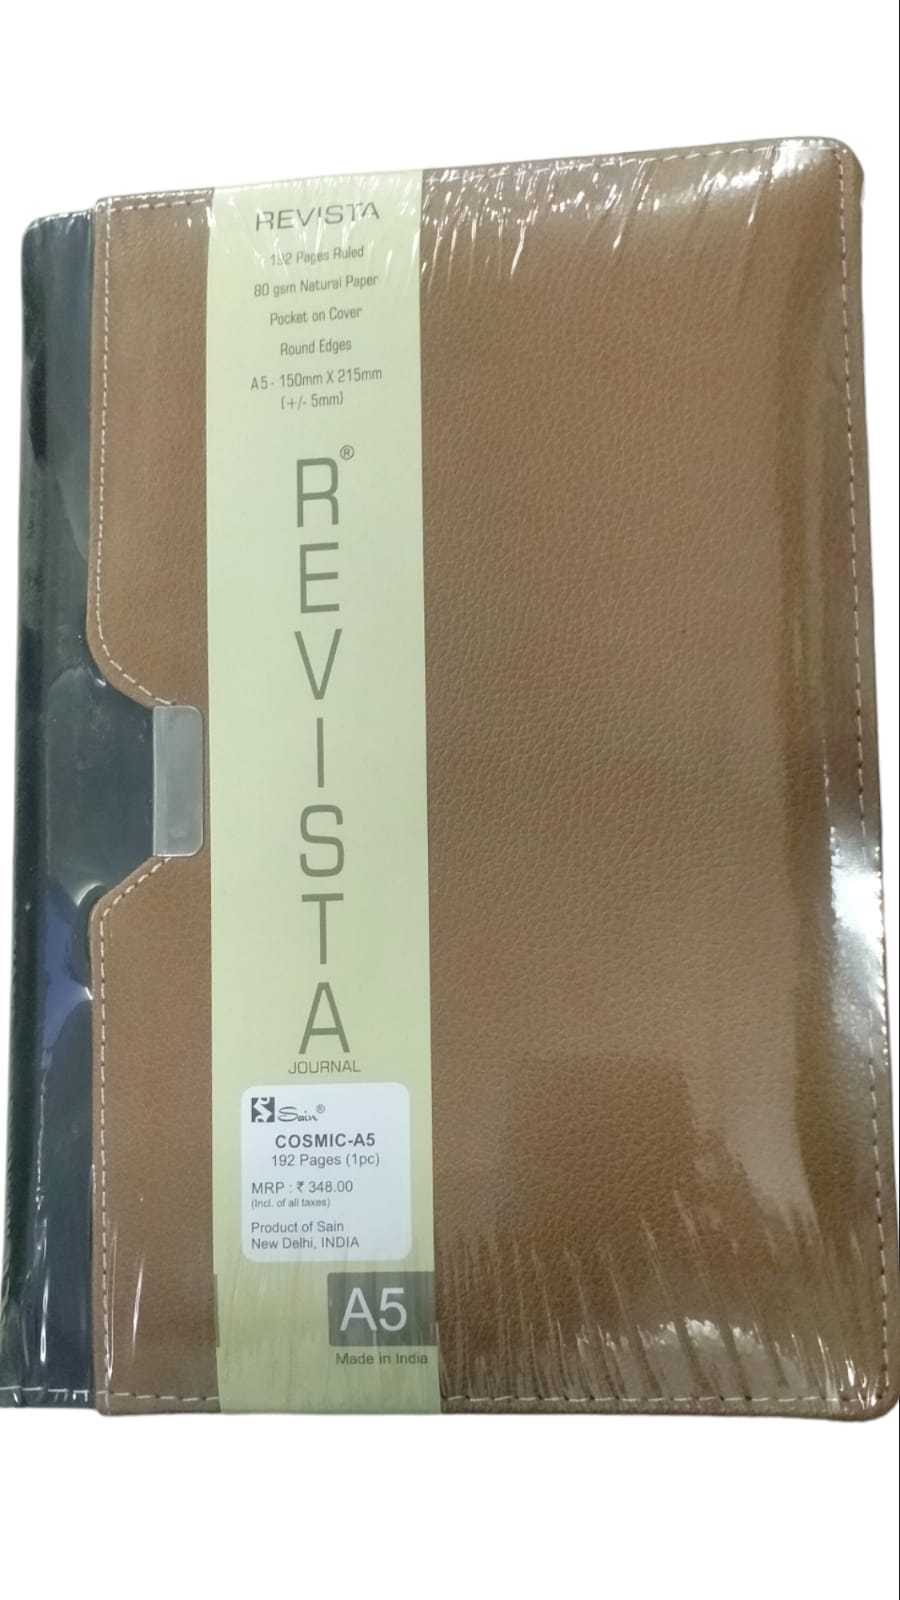 REVISTA
192 Pages Ruled
80 gsm Natural Paper
Pocket on Cover
Round Edges
A5 - 150mm X 215mm
(+/- 5mm)
REVISTA®
JOURNAL
Sain®
COSMIC-A5
192 Pages (1pc)
MRP : ₹ 348.00
(Incl. of all taxes)
Product of Sain
New Delhi, INDIA
A5
Made in India